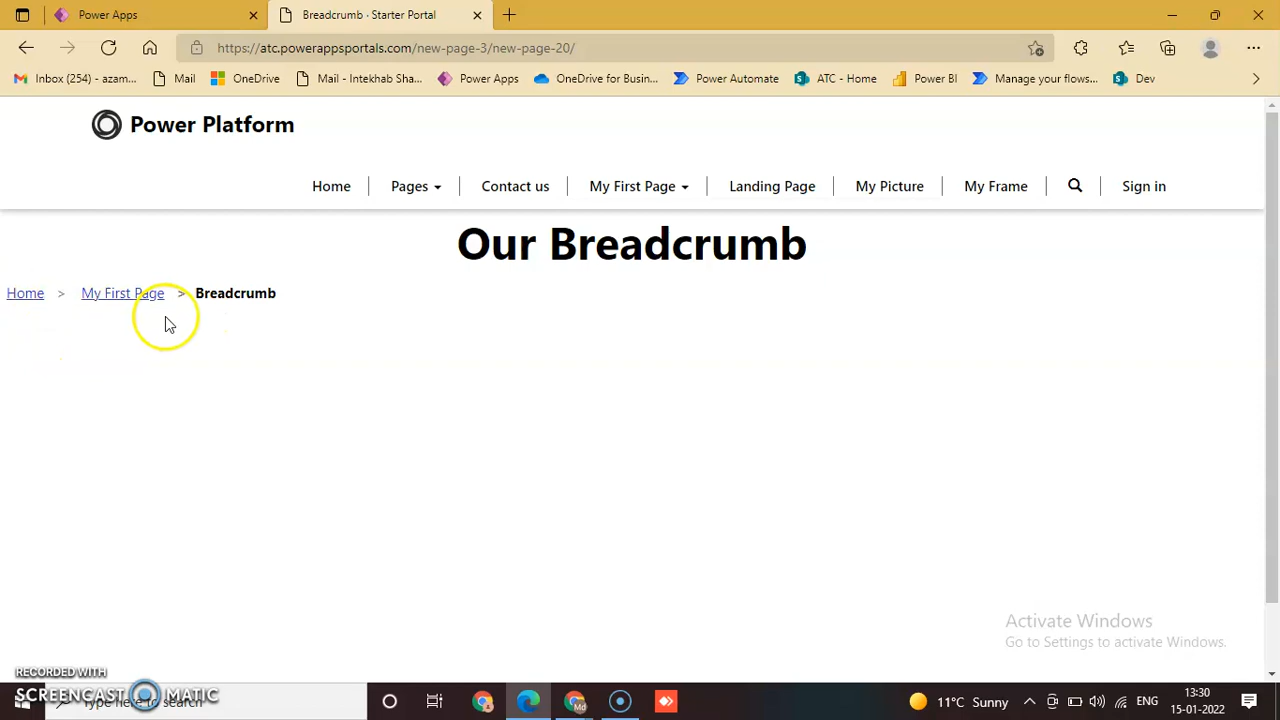 Power Apps
Breadcrumb · Starter Portal
https://atc.powerappsportals.com/new-page-3/new-page-20/
Inbox (254) - azam...
Mail
OneDrive
Mail - Intekhab Sha...
Power Apps
OneDrive for Busin...
Power Automate
ATC - Home
Power BI
Manage your flows...
Dev
Power Platform
Home
Pages
Contact us
My First Page
Landing Page
My Picture
My Frame
Sign in
Our Breadcrumb
Home > My First Page > Breadcrumb
Activate Windows
Go to Settings to activate Windows.
RECORDED WITH
SCREENCAST MATIC
Type here to search
11°C Sunny
ENG
13:30
15-01-2022